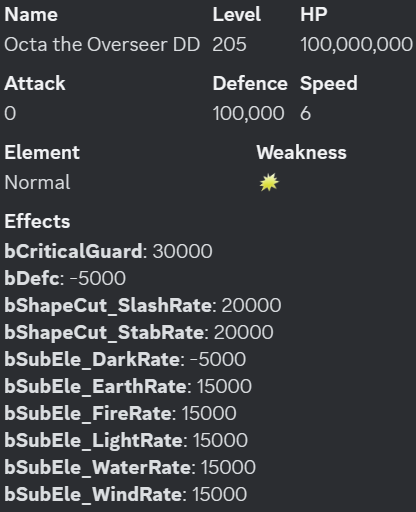 Name Level HP
Octa the Overseer DD 205 100,000,000
Attack Defence Speed
0 100,000 6
Element Weakness
Normal
Effects
bCriticalGuard: 30000
bDefc: -5000
bShapeCut_SlashRate: 20000
bShapeCut_StabRate: 20000
bSubEle_DarkRate: -5000
bSubEle_EarthRate: 15000
bSubEle_FireRate: 15000
bSubEle_LightRate: 15000
bSubEle_WaterRate: 15000
bSubEle_WindRate: 15000